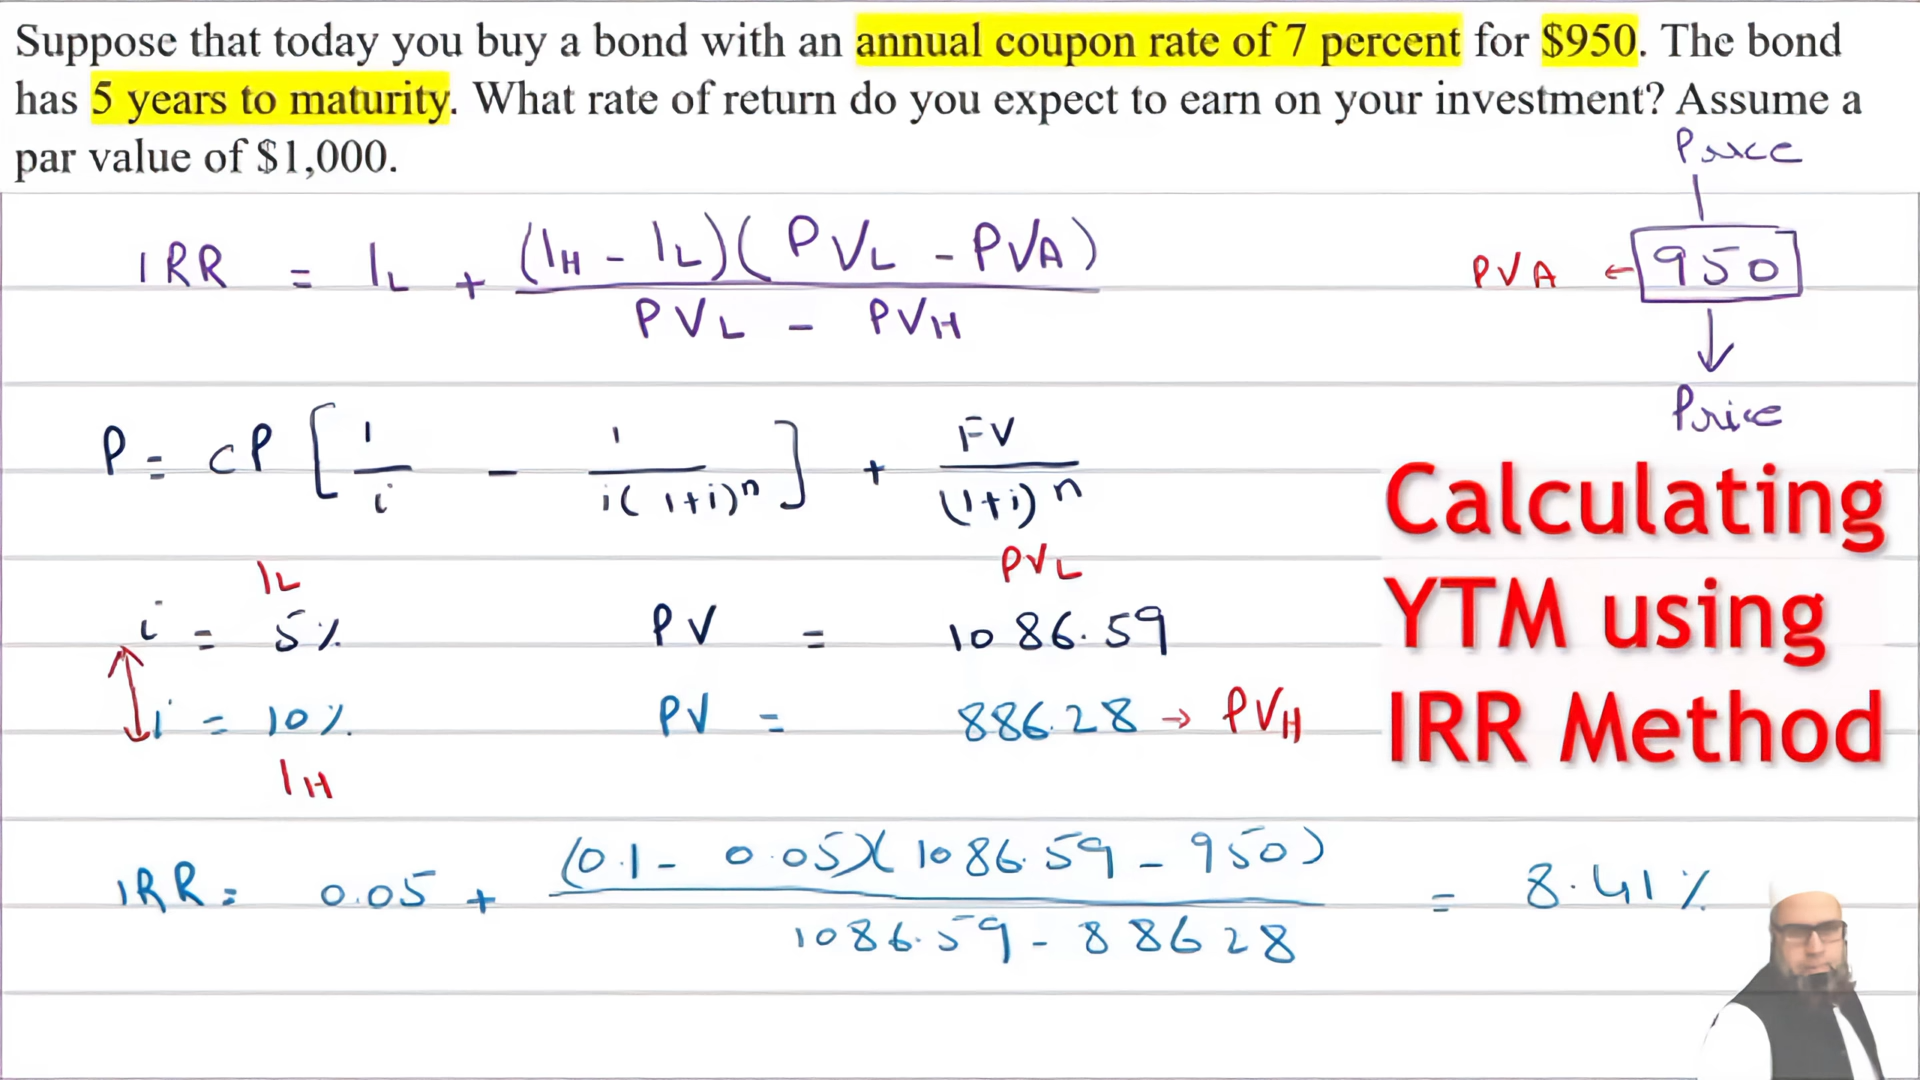 Suppose that today you buy a bond with an annual coupon rate of 7 percent for $950. The bond
has 5 years to maturity. What rate of return do you expect to earn on your investment? Assume a
par value of $1,000.
Price
IRR = IL + (IH - IL)(PVL - PVA)
PVL - PVH
PVA ← 950
Price
P = CP [ 1/i - 1/i(1+i)^n ] + FV/(1+i)^n
IL
PVL
i = 5% PV = 1086.59
i = 10% PV = 886.28 → PVH
IH
Calculating
YTM using
IRR Method
IRR = 0.05 + (0.1 - 0.05)(1086.59 - 950)
1086.59 - 886 28
= 8.41%